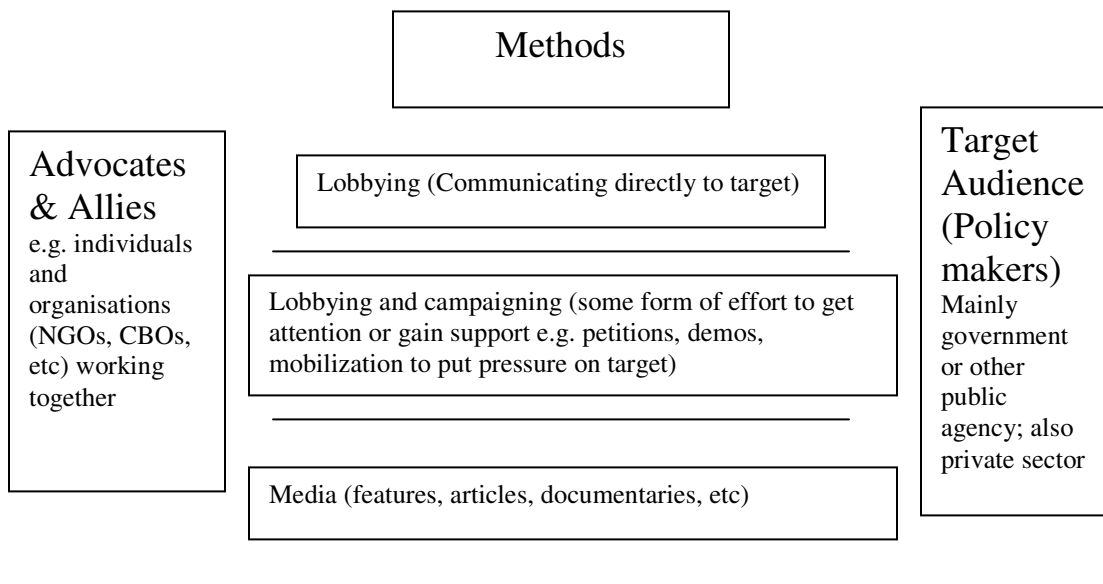 Methods
Advocates
& Allies
e.g. individuals
and
organisations
(NGOs, CBOs,
etc) working
together
Lobbying (Communicating directly to target)
Lobbying and campaigning (some form of effort to get
attention or gain support e.g. petitions, demos,
mobilization to put pressure on target)
Media (features, articles, documentaries, etc)
Target
Audience
(Policy
makers)
Mainly
government
or other
public
agency; also
private sector